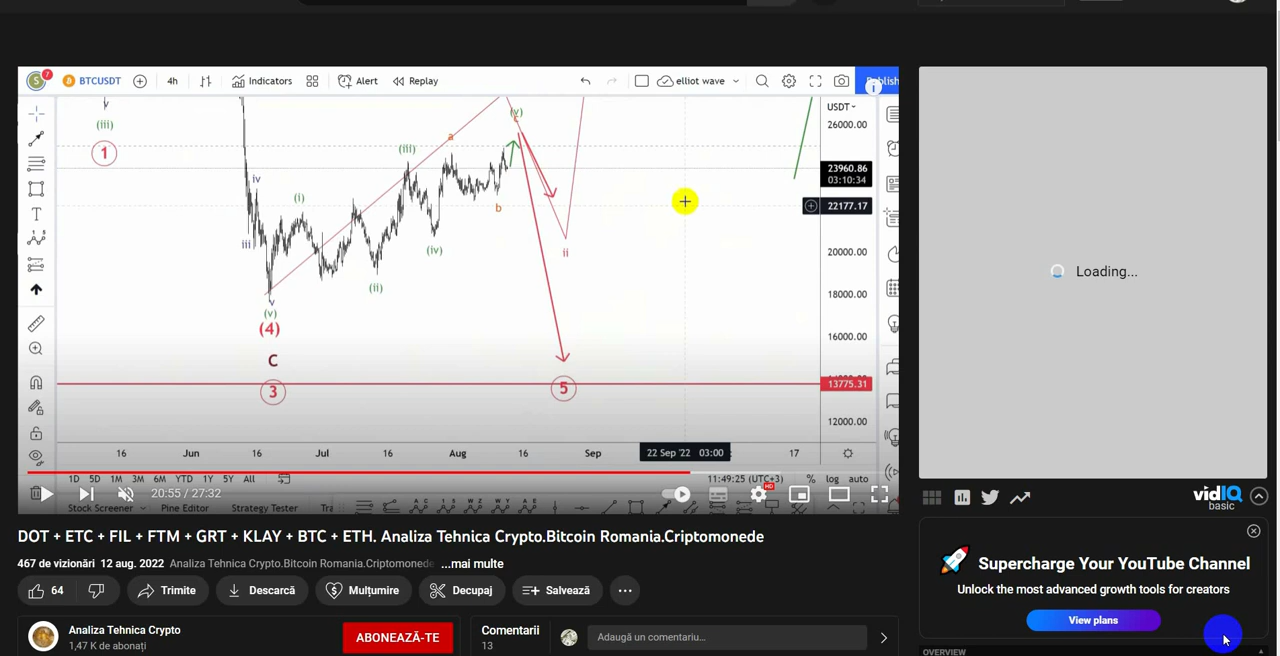 S 7 BTCUSDT 4h Indicators Alert Replay elliot wave Publish
USDT
v
(iii)
1
iv
iii
(i)
(iii)
a
(v)
c
b
(iv)
(ii)
ii
v
(v)
(4)
C
3
5
26000.00
23960.86
03:10:34
22177.17
20000.00
18000.00
16000.00
13775.31
12000.00
16 Jun 16 Jul 16 Aug 16 Sep 22 Sep '22 03:00 17
1D 5D 1M 3M 6M YTD 1Y 5Y All 11:49:25 (UTC+3) % log auto
20:55 / 27:32 HD
Stock Screener Pine Editor Strategy Tester
DOT + ETC + FIL + FTM + GRT + KLAY + BTC + ETH. Analiza Tehnica Crypto.Bitcoin Romania.Criptomonede
467 de vizionări 12 aug. 2022 Analiza Tehnica Crypto.Bitcoin Romania.Criptomonede ...mai multe
64 Trimite Descarcă Mulțumire Decupaj Salvează
Analiza Tehnica Crypto
1,47 K de abonați
ABONEAZĂ-TE
Comentarii
13
Adaugă un comentariu...
Loading...
vidIQ
basic
Supercharge Your YouTube Channel
Unlock the most advanced growth tools for creators
View plans
OVERVIEW